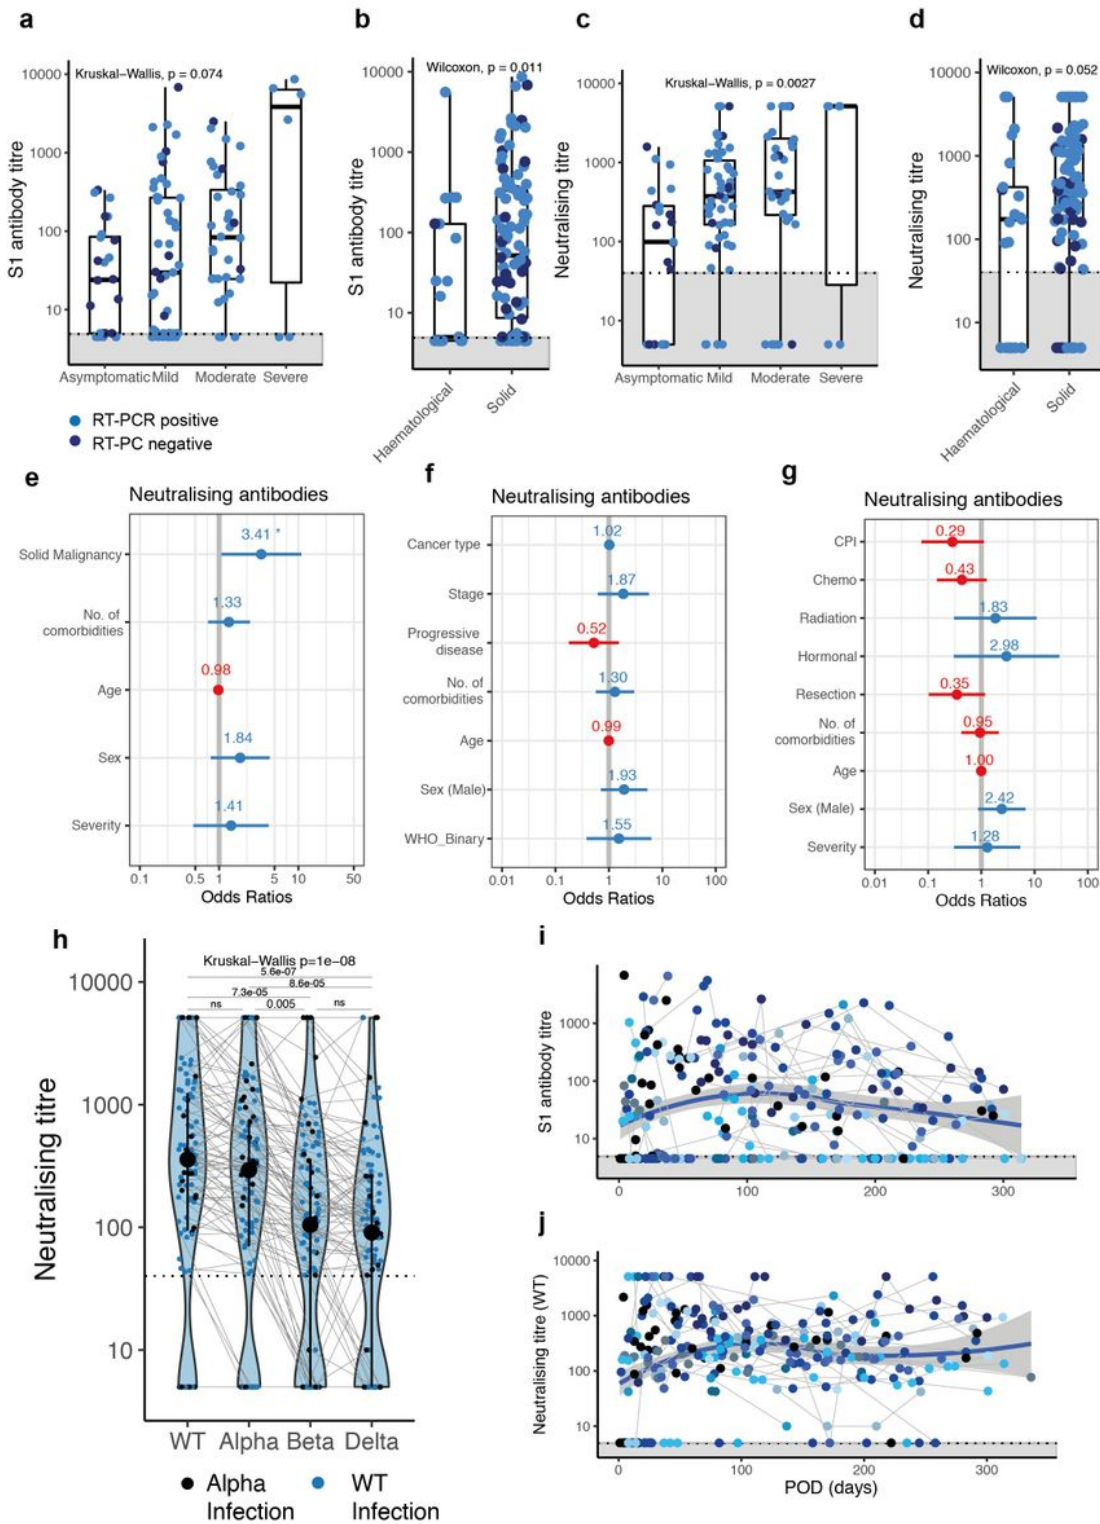 a
b
c
d
Kruskal–Wallis, p = 0.074
Wilcoxon, p = 0.011
Kruskal–Wallis, p = 0.0027
Wilcoxon, p = 0.052
S1 antibody titre
10000
1000
100
10
Asymptomatic Mild Moderate Severe
S1 antibody titre
10000
1000
100
10
Haematological
Solid
Neutralising titre
10000
1000
100
10
Asymptomatic Mild Moderate Severe
Neutralising titre
10000
1000
100
10
Haematological
Solid
RT-PCR positive
RT-PC negative
e
Neutralising antibodies
Solid Malignancy
3.41 *
No. of
comorbidities
1.33
Age
0.98
Sex
1.84
Severity
1.41
0.1 0.5 1 5 10 50
Odds Ratios
f
Neutralising antibodies
Cancer type
1.02
Stage
1.87
Progressive
disease
0.52
No. of
comorbidities
1.30
Age
0.99
Sex (Male)
1.93
WHO_Binary
1.55
0.01 0.1 1 10 100
Odds Ratios
g
Neutralising antibodies
CPI
0.29
Chemo
0.43
Radiation
1.83
Hormonal
2.98
Resection
0.35
No. of
comorbidities
0.95
Age
1.00
Sex (Male)
2.42
Severity
1.28
0.01 0.1 1 10 100
Odds Ratios
h
Kruskal–Wallis p=1e–08
5.6e–07
8.6e–05
7.3e–05
ns 0.005 ns
Neutralising titre
10000
1000
100
10
WT Alpha Beta Delta
Alpha
Infection
WT
Infection
i
S1 antibody titre
1000
100
10
0 100 200 300
j
Neutralising titre (WT)
10000
1000
100
10
0 100 200 300
POD (days)